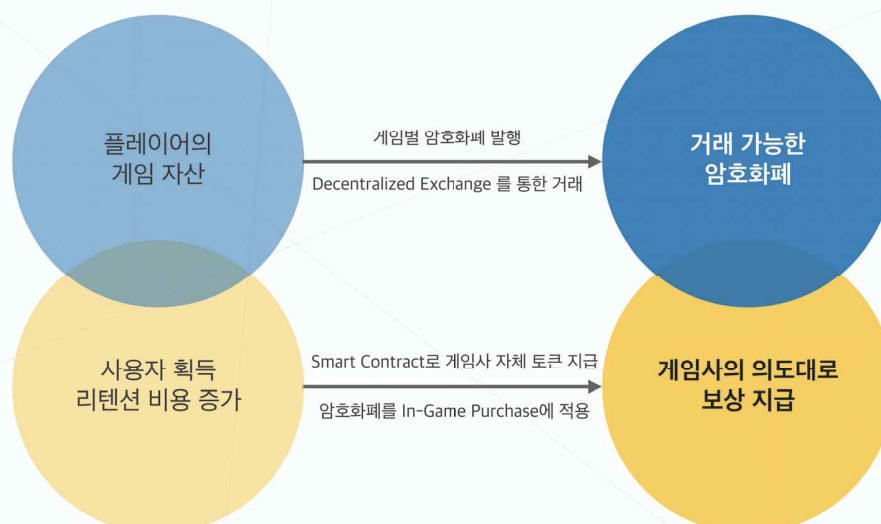 플레이어의
게임 자산
게임별 암호화폐 발행
Decentralized Exchange 를 통한 거래
거래 가능한
암호화폐
사용자 획득
리텐션 비용 증가
Smart Contract로 게임사 자체 토큰 지급
암호화폐를 In-Game Purchase에 적용
게임사의 의도대로
보상 지급